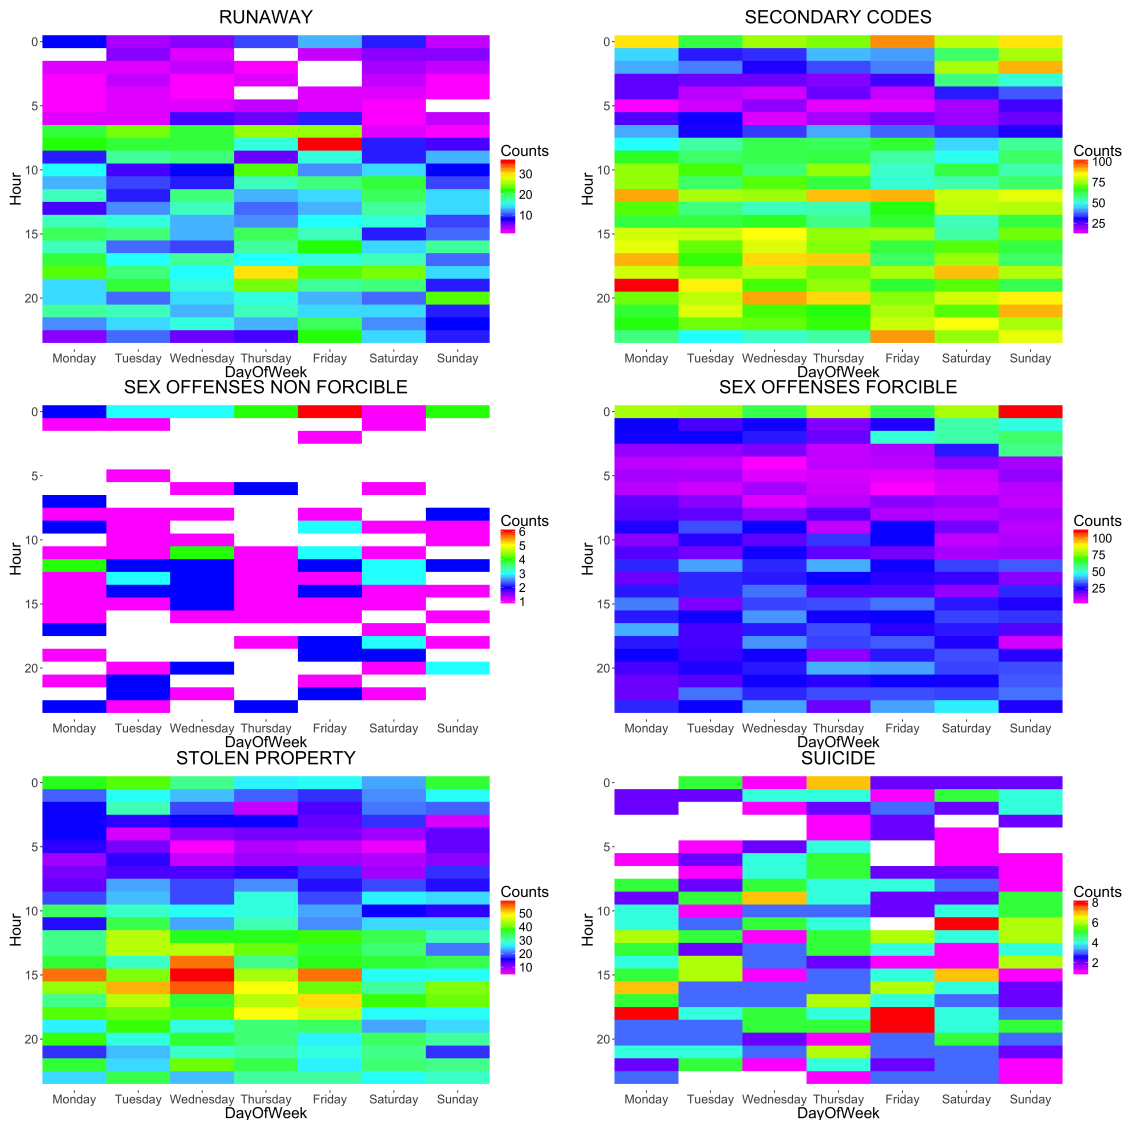 RUNAWAY
Hour
0
5
10
15
20
Monday Tuesday Wednesday Thursday Friday Saturday Sunday
DayOfWeek
Counts
30
20
10
SECONDARY CODES
Hour
0
5
10
15
20
Monday Tuesday Wednesday Thursday Friday Saturday Sunday
DayOfWeek
Counts
100
75
50
25
SEX OFFENSES NON FORCIBLE
Hour
0
5
10
15
20
Monday Tuesday Wednesday Thursday Friday Saturday Sunday
DayOfWeek
Counts
6
5
4
3
2
1
SEX OFFENSES FORCIBLE
Hour
0
5
10
15
20
Monday Tuesday Wednesday Thursday Friday Saturday Sunday
DayOfWeek
Counts
100
75
50
25
STOLEN PROPERTY
Hour
0
5
10
15
20
Monday Tuesday Wednesday Thursday Friday Saturday Sunday
DayOfWeek
Counts
50
40
30
20
10
SUICIDE
Hour
0
5
10
15
20
Monday Tuesday Wednesday Thursday Friday Saturday Sunday
DayOfWeek
Counts
8
6
4
2